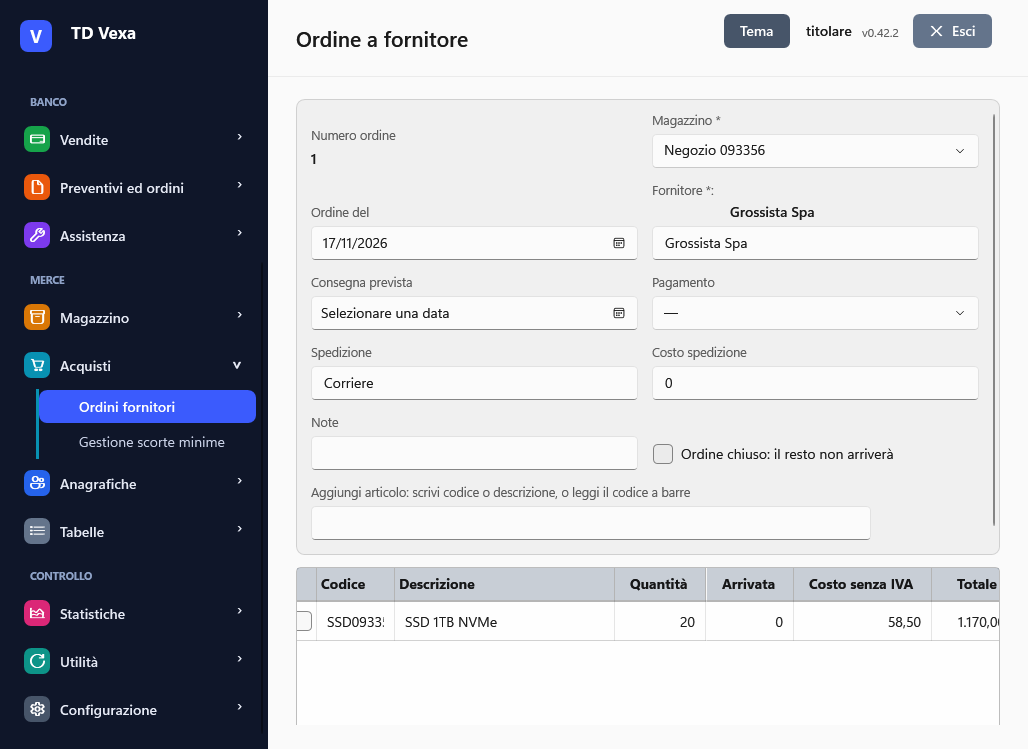 V
TD Vexa
BANCO
Vendite
Preventivi ed ordini
Assistenza
MERCE
Magazzino
Acquisti
Ordini fornitori
Gestione scorte minime
Anagrafiche
Tabelle
CONTROLLO
Statistiche
Utilità
Configurazione
Ordine a fornitore
Tema
titolare v0.42.2
Esci
Numero ordine
1
Magazzino *
Negozio 093356
Fornitore *:
Grossista Spa
Ordine del
17/11/2026
Grossista Spa
Consegna prevista
Selezionare una data
Pagamento
—
Spedizione
Corriere
Costo spedizione
0
Note
Ordine chiuso: il resto non arriverà
Aggiungi articolo: scrivi codice o descrizione, o leggi il codice a barre
Codice Descrizione Quantità Arrivata Costo senza IVA Totale
SSD0933 SSD 1TB NVMe 20 0 58,50 1.170,0